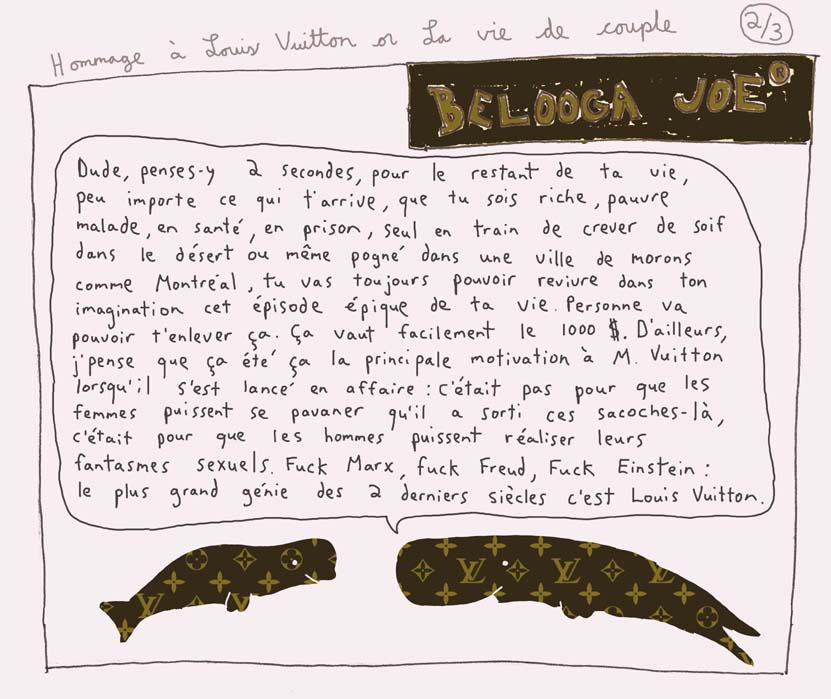 Hommage à Louis Vuitton or La vie de couple
2/3
BELOOGA JOE®
Dude, penses-y 2 secondes, pour le restant de ta vie,
peu importe ce qui t'arrive, que tu sois riche, pauvre
malade, en santé, en prison, seul en train de crever de soif
dans le désert ou même pogné dans une ville de morons
comme Montréal, tu vas toujours pouvoir revivre dans ton
imagination cet épisode épique de ta vie. Personne va
pouvoir t'enlever ça. Ça vaut facilement le 1000 $. D'ailleurs,
j'pense que ça été ça la principale motivation à M. Vuitton
lorsqu'il s'est lancé en affaire : c'était pas pour que les
femmes puissent se pavaner qu'il a sorti ces sacoches-là,
c'était pour que les hommes puissent réaliser leurs
fantasmes sexuels. Fuck Marx, fuck Freud, Fuck Einstein :
le plus grand génie des 2 derniers siècles c'est Louis Vuitton.
LV LV LV LV LV